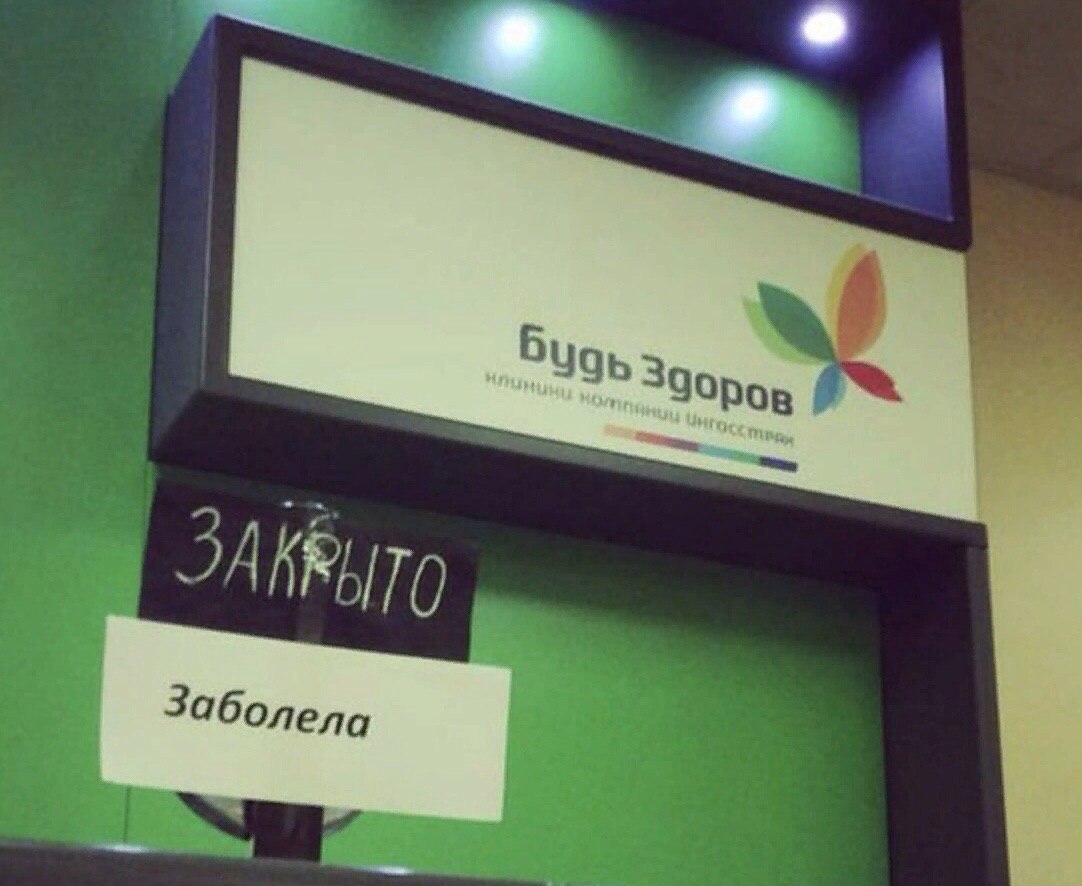 Будь Здоров
клиники компании ингосстрах
ЗАКРЫТО
Заболела